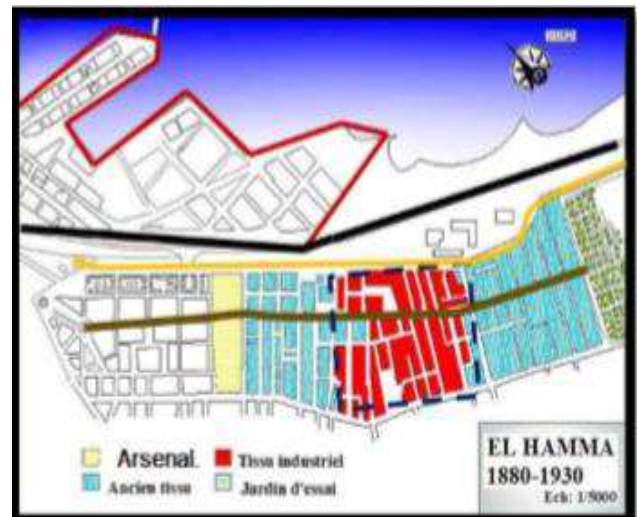 Arsenal.
Tissu industriel
Ancien tissu
Jardin d'essai
EL HAMMA
1880-1930
Ech: 1/5000